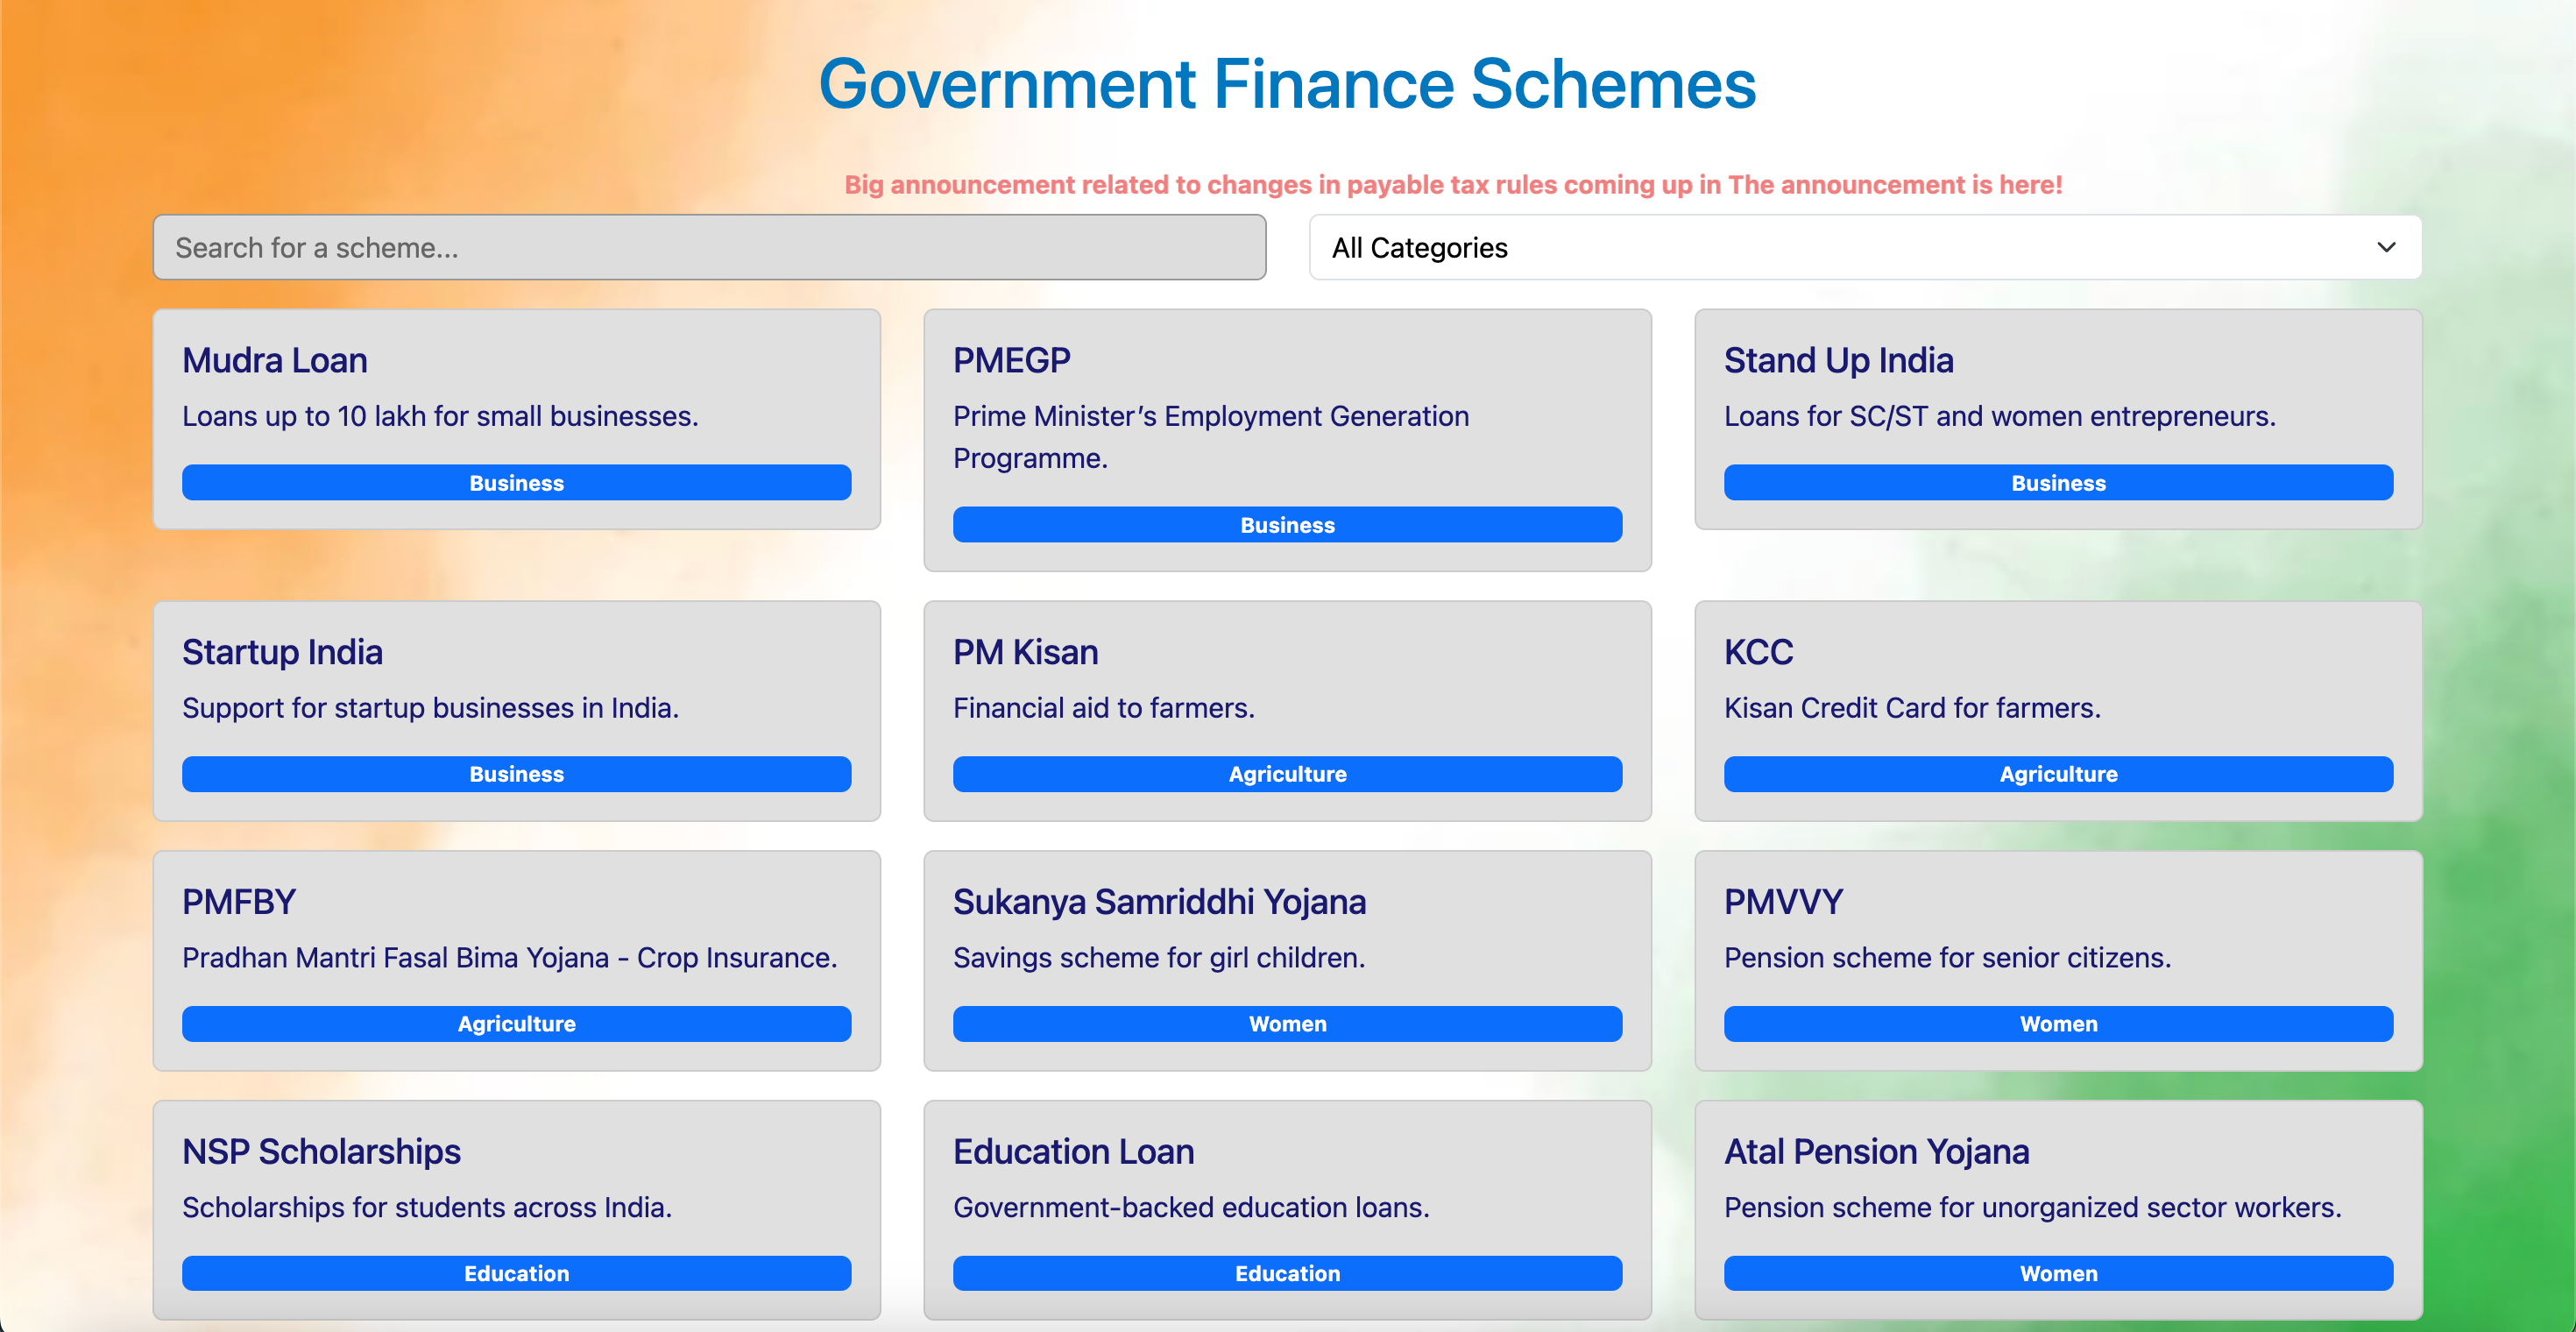 Government Finance Schemes
Big announcement related to changes in payable tax rules coming up in The announcement is here!
Search for a scheme...
All Categories
Mudra Loan
Loans up to 10 lakh for small businesses.
Business
PMEGP
Prime Minister’s Employment Generation
Programme.
Business
Stand Up India
Loans for SC/ST and women entrepreneurs.
Business
Startup India
Support for startup businesses in India.
Business
PM Kisan
Financial aid to farmers.
Agriculture
KCC
Kisan Credit Card for farmers.
Agriculture
PMFBY
Pradhan Mantri Fasal Bima Yojana - Crop Insurance.
Agriculture
Sukanya Samriddhi Yojana
Savings scheme for girl children.
Women
PMVVY
Pension scheme for senior citizens.
Women
NSP Scholarships
Scholarships for students across India.
Education
Education Loan
Government-backed education loans.
Education
Atal Pension Yojana
Pension scheme for unorganized sector workers.
Women